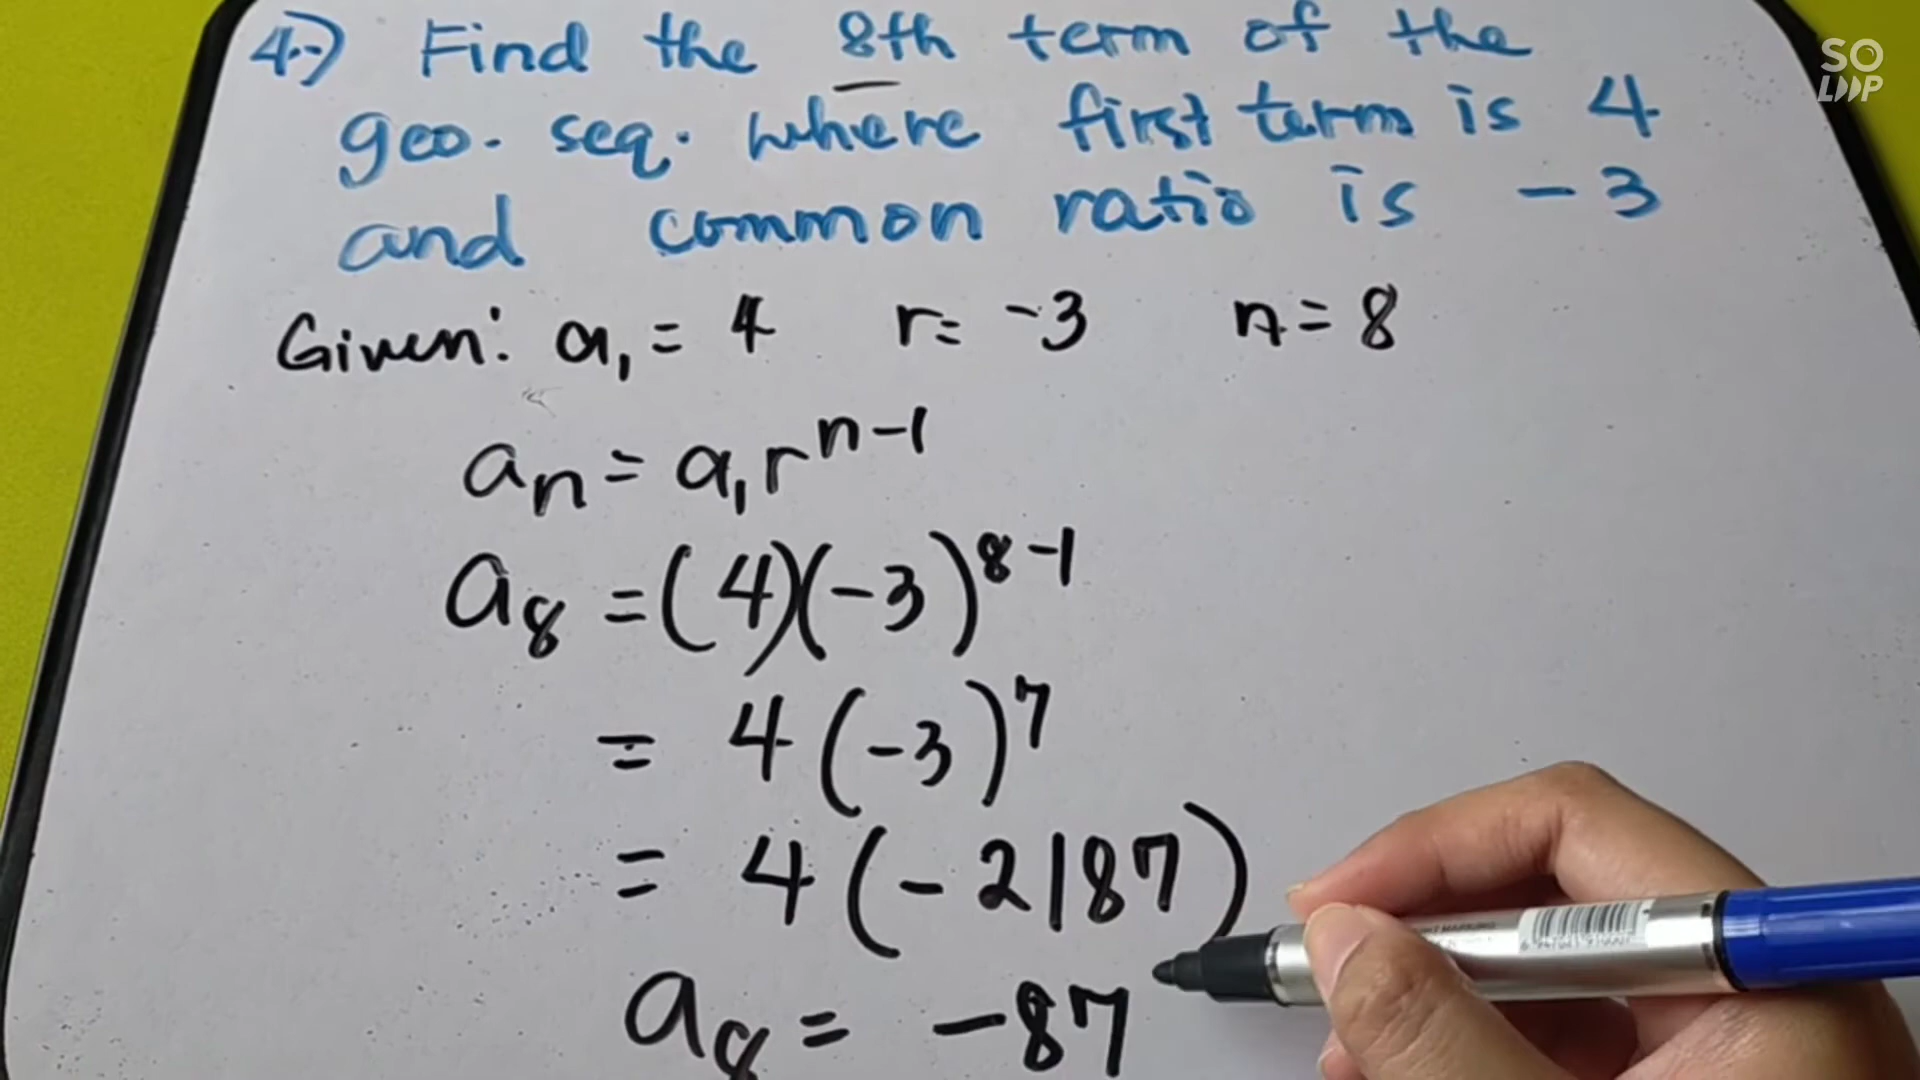 4.) Find the 8th term of the
geo. seq. where first term is 4
and common ratio is -3
Given: a₁ = 4 r = -3 n = 8
aₙ = a₁rⁿ⁻¹
a₈ = (4)(-3)⁸⁻¹
= 4(-3)⁷
= 4(-2187)
a₈ = -87
SO
LOOP